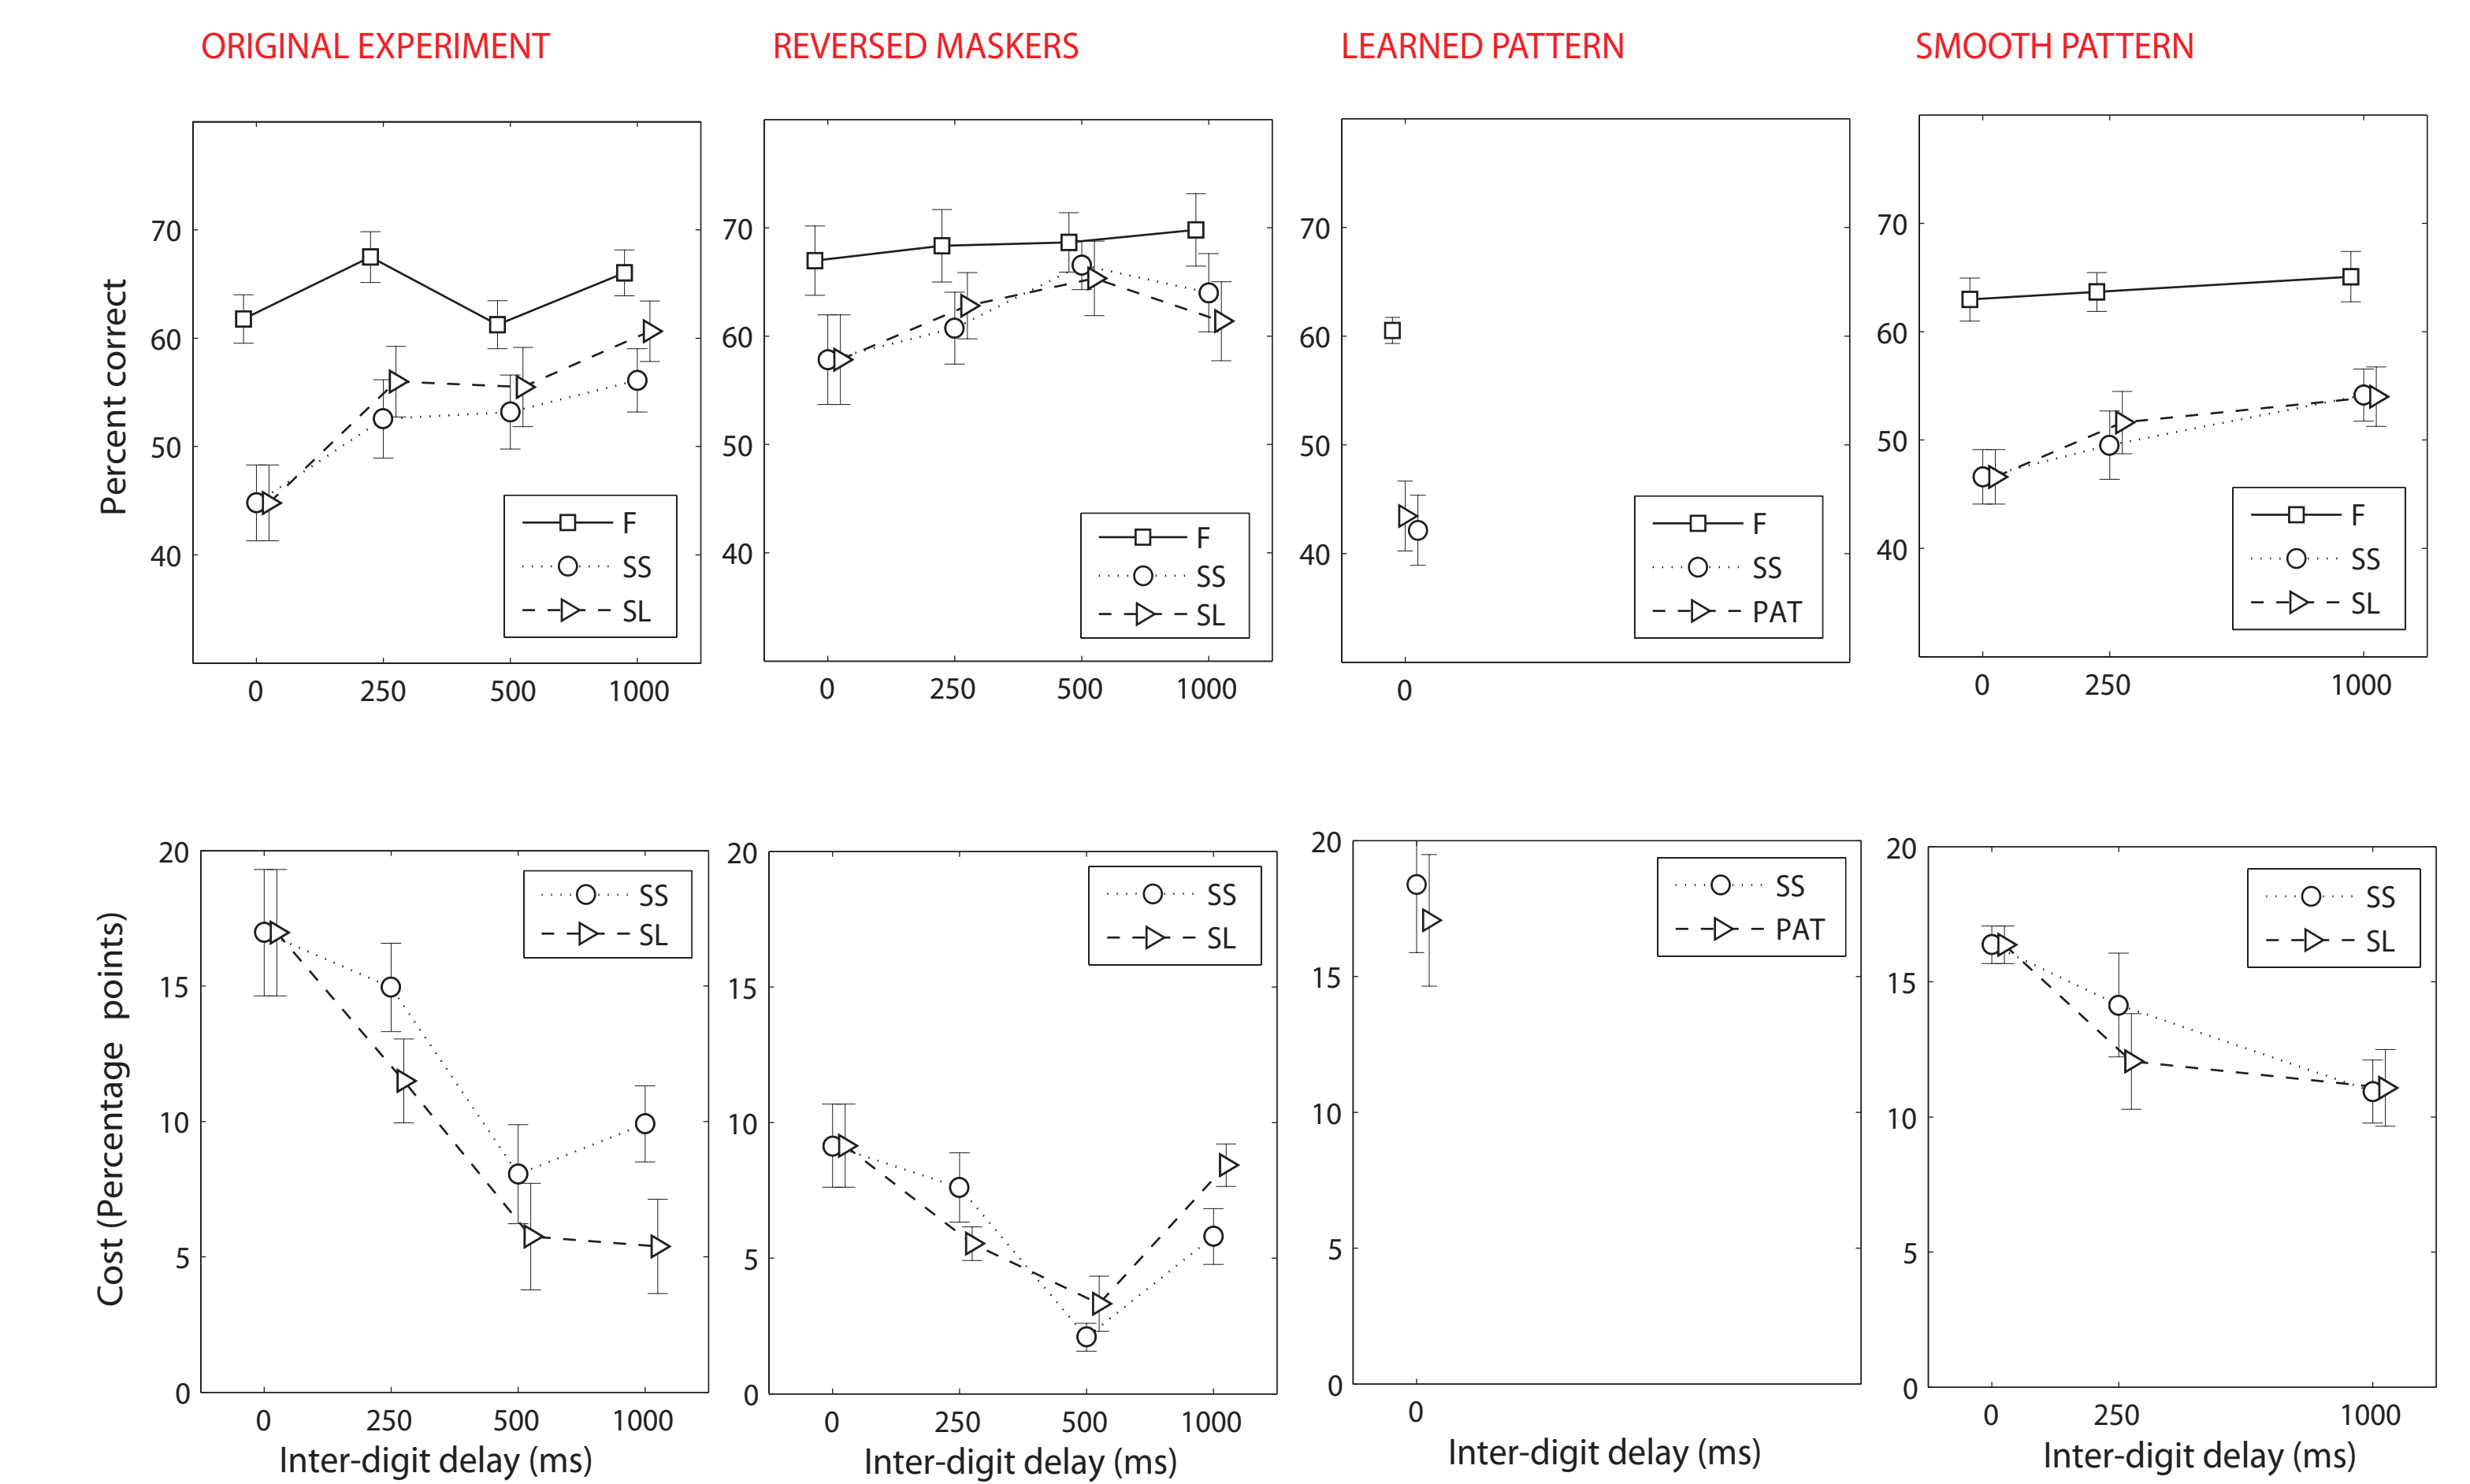 ORIGINAL EXPERIMENT
REVERSED MASKERS
LEARNED PATTERN
SMOOTH PATTERN
Percent correct
70
60
50
40
0 250 500 1000
F
SS
SL
70
60
50
40
0 250 500 1000
F
SS
SL
70
60
50
40
0
F
SS
PAT
70
60
50
40
0 250 1000
F
SS
SL
Cost (Percentage points)
20
15
10
5
0
0 250 500 1000
Inter-digit delay (ms)
SS
SL
20
15
10
5
0
0 250 500 1000
Inter-digit delay (ms)
SS
SL
20
15
10
5
0
0
Inter-digit delay (ms)
SS
PAT
20
15
10
5
0
0 250 1000
Inter-digit delay (ms)
SS
SL